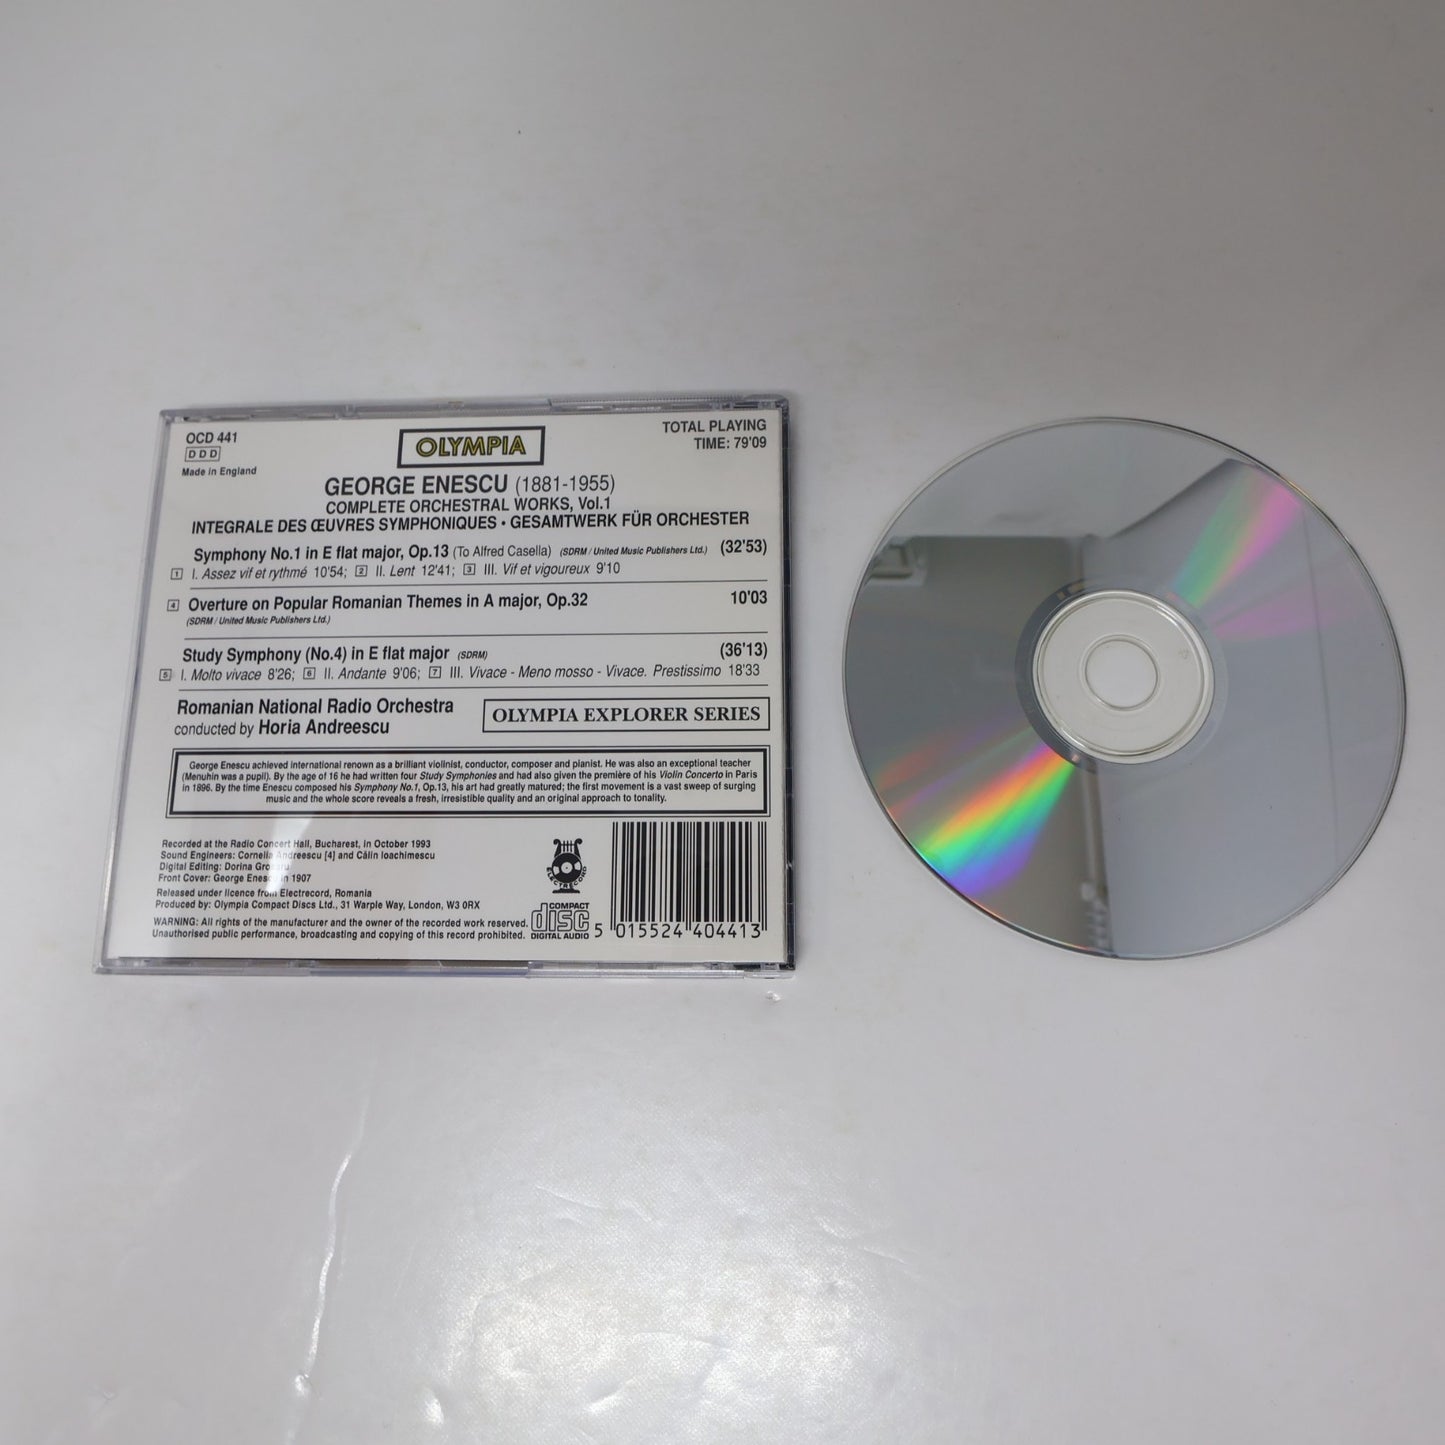 OCD 441
DDD
Made in England
OLYMPIA
TOTAL PLAYING
TIME: 79'09
GEORGE ENESCU (1881-1955)
COMPLETE ORCHESTRAL WORKS, Vol.1
INTEGRALE DES ŒUVRES SYMPHONIQUES • GESAMTWERK FÜR ORCHESTER
Symphony No.1 in E flat major, Op.13 (To Alfred Casella) (SDRM / United Music Publishers Ltd.) (32'53)
1 I. Assez vif et rythmé 10'54; 2 II. Lent 12'41; 3 III. Vif et vigoureux 9'10
4 Overture on Popular Romanian Themes in A major, Op.32 10'03
(SDRM / United Music Publishers Ltd.)
Study Symphony (No.4) in E flat major (SDRM) (36'13)
5 I. Molto vivace 8'26; 6 II. Andante 9'06; 7 III. Vivace - Meno mosso - Vivace. Prestissimo 18'33
Romanian National Radio Orchestra
conducted by Horia Andreescu
OLYMPIA EXPLORER SERIES
George Enescu achieved international renown as a brilliant violinist, conductor, composer and pianist. He was also an exceptional teacher
(Menuhin was a pupil). By the age of 16 he had written four Study Symphonies and had also given the première of his Violin Concerto in Paris
in 1896. By the time Enescu composed his Symphony No.1, Op.13, his art had greatly matured; the first movement is a vast sweep of surging
music and the whole score reveals a fresh, irresistible quality and an original approach to tonality.
Recorded at the Radio Concert Hall, Bucharest, in October 1993
Sound Engineers: Cornelia Andreescu [4] and Călin Ioachimescu
Digital Editing: Dorina
Front Cover: George Enescu in 1907
Released under licence from Electrecord, Romania
Produced by: Olympia Compact Discs Ltd., 31 Warple Way, London, W3 0RX
WARNING: All rights of the manufacturer and the owner of the recorded work reserved.
Unauthorised public performance, broadcasting and copying of this record prohibited.
ELECTRECORD
COMPACT
disc
DIGITAL AUDIO
5 015524 404413